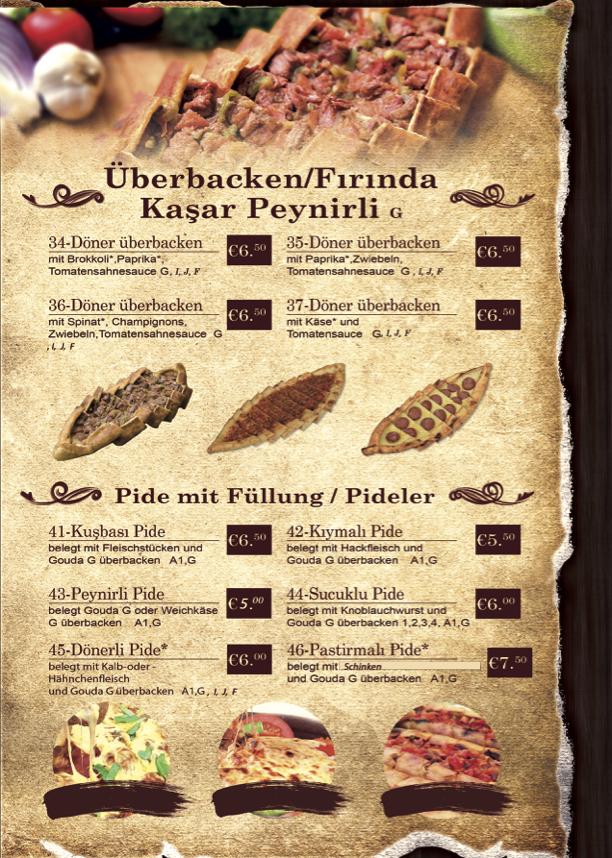 Überbacken/Fırında
Kaşar Peynirli G
34-Döner überbacken €6.50
mit Brokkoli*,Paprika*,
Tomatensahnesauce G, I, J, F
35-Döner überbacken €6.50
mit Paprika*,Zwiebeln,
Tomatensahnesauce G , I, J, F
36-Döner überbacken €6.50
mit Spinat*, Champignons,
Zwiebeln,Tomatensahnesauce G
, I, J, F
37-Döner überbacken €6.50
mit Käse* und
Tomatensauce G, I, J, F
Pide mit Füllung / Pideler
41-Kuşbası Pide €6.50
belegt mit Fleischstücken und
Gouda G überbacken A1,G
42-Kıymalı Pide €5.50
belegt mit Hackfleisch und
Gouda G überbacken A1,G
43-Peynirli Pide €5.00
belegt Gouda G oder Weichkäse
G überbacken A1,G
44-Sucuklu Pide €6.00
belegt mit Knoblauchwurst und
Gouda G überbacken 1,2,3,4, A1,G
45-Dönerli Pide* €6.00
belegt mit Kalb-oder -
Hähnchenfleisch
und Gouda G überbacken A1,G , I, J, F
46-Pastirmalı Pide* €7.50
belegt mit Schinken
und Gouda G überbacken A1,G